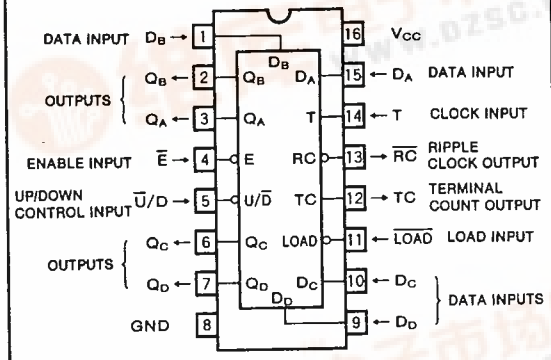 DATA INPUT D_B → 1 D_B 16 Vcc
OUTPUTS Q_B ← 2 Q_B D_A 15 ← D_A DATA INPUT
Q_A ← 3 Q_A T 14 ← T CLOCK INPUT
ENABLE INPUT E̅ → 4 E RC 13 → R̅C̅ RIPPLE CLOCK OUTPUT
UP/DOWN CONTROL INPUT U̅/D → 5 U/D̅ TC 12 → TC TERMINAL COUNT OUTPUT
OUTPUTS Q_C ← 6 Q_C LOAD 11 ← L̅O̅A̅D̅ LOAD INPUT
Q_D ← 7 Q_D D_C 10 ← D_C DATA INPUTS
GND 8 D_D 9 ← D_D